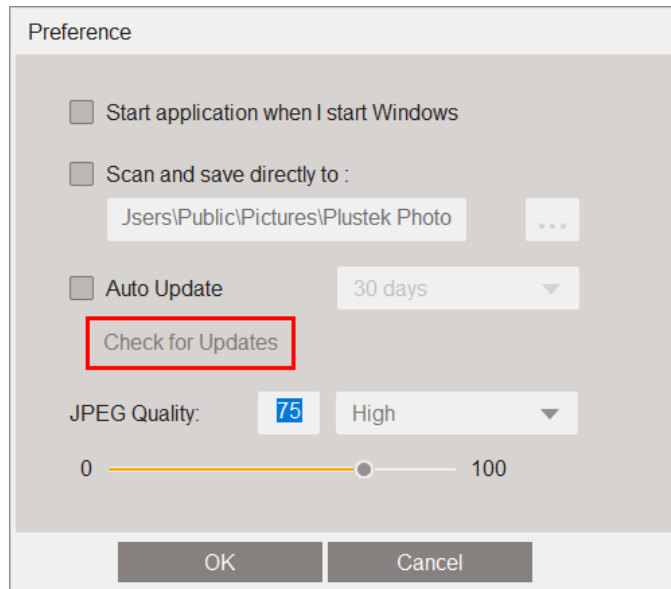 Preference
Start application when I start Windows
Scan and save directly to :
Jsers\Public\Pictures\Plustek Photo
...
Auto Update 30 days
Check for Updates
JPEG Quality: 75 High
0 100
OK Cancel